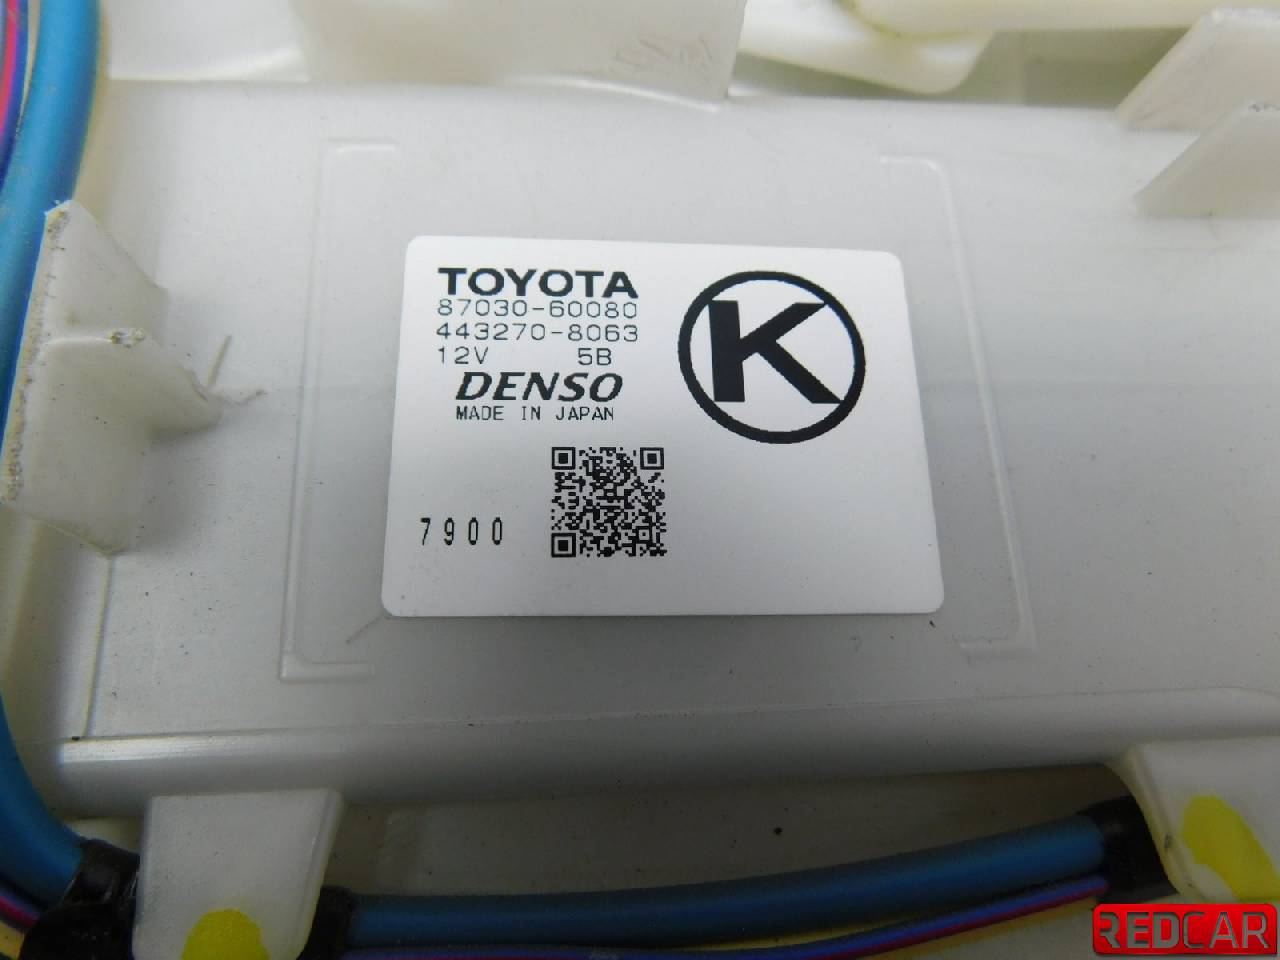 TOYOTA
87030-60080
443270-8063
12V 5B
DENSO
MADE IN JAPAN
K
7900
REDCAR